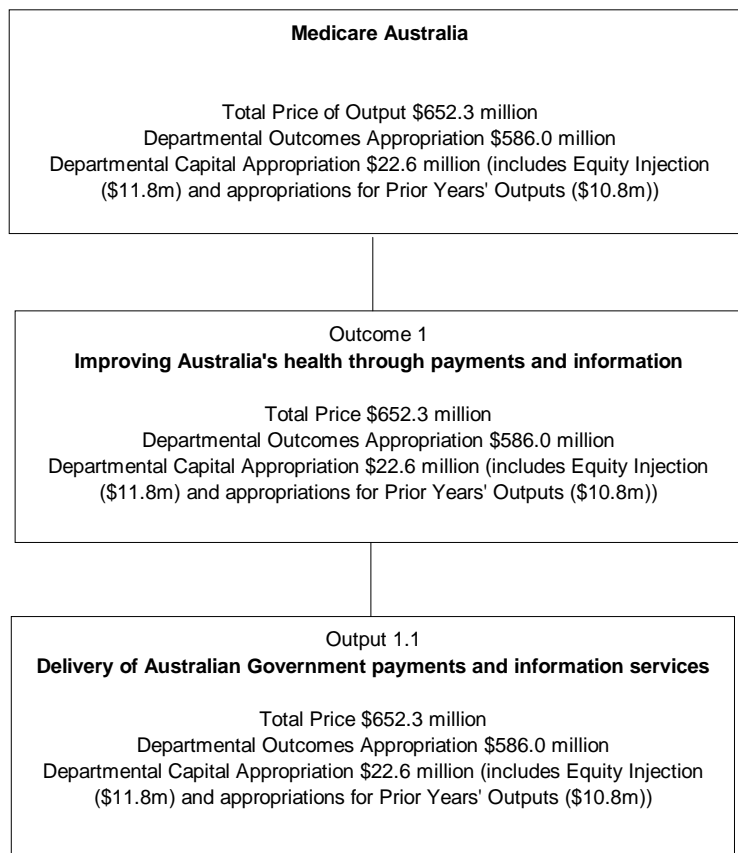 Medicare Australia
Total Price of Output $652.3 million
Departmental Outcomes Appropriation $586.0 million
Departmental Capital Appropriation $22.6 million (includes Equity Injection
($11.8m) and appropriations for Prior Years' Outputs ($10.8m))
Outcome 1
Improving Australia's health through payments and information
Total Price $652.3 million
Departmental Outcomes Appropriation $586.0 million
Departmental Capital Appropriation $22.6 million (includes Equity Injection
($11.8m) and appropriations for Prior Years' Outputs ($10.8m))
Output 1.1
Delivery of Australian Government payments and information services
Total Price $652.3 million
Departmental Outcomes Appropriation $586.0 million
Departmental Capital Appropriation $22.6 million (includes Equity Injection
($11.8m) and appropriations for Prior Years' Outputs ($10.8m))